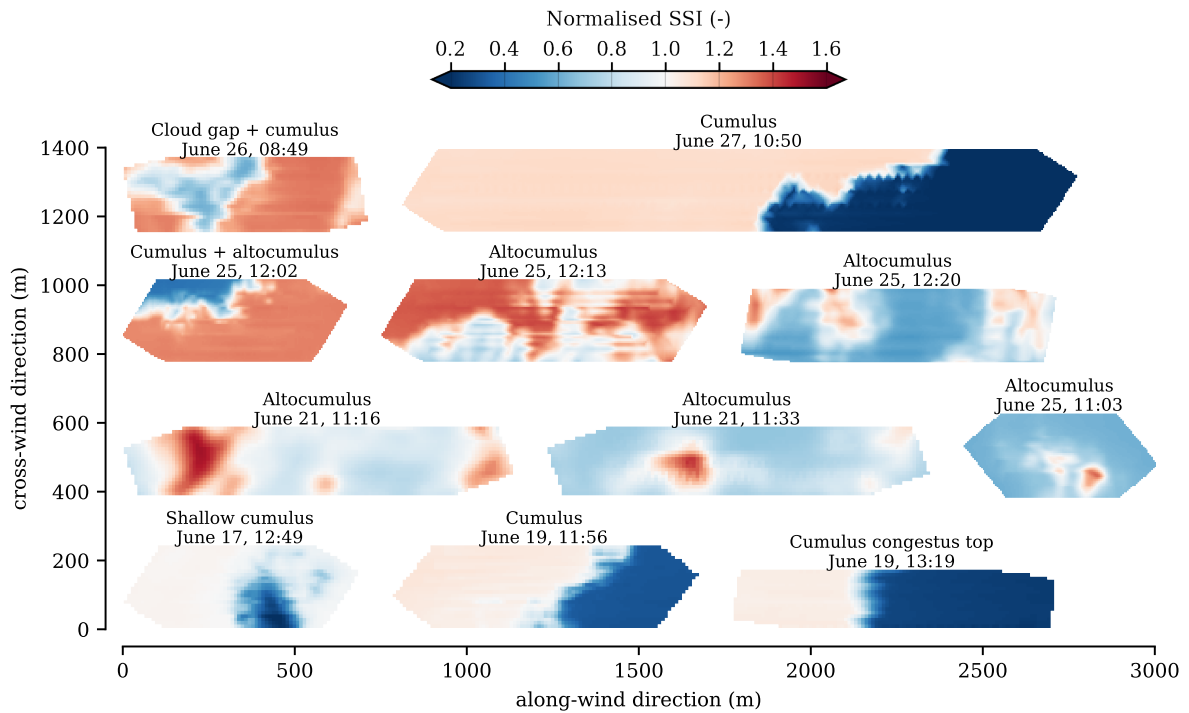 Normalised SSI (-)
0.2 0.4 0.6 0.8 1.0 1.2 1.4 1.6
Cloud gap + cumulus
June 26, 08:49
Cumulus
June 27, 10:50
Cumulus + altocumulus
June 25, 12:02
Altocumulus
June 25, 12:13
Altocumulus
June 25, 12:20
Altocumulus
June 21, 11:16
Altocumulus
June 21, 11:33
Altocumulus
June 25, 11:03
Shallow cumulus
June 17, 12:49
Cumulus
June 19, 11:56
Cumulus congestus top
June 19, 13:19
1400
1200
1000
800
600
400
200
0
cross-wind direction (m)
0 500 1000 1500 2000 2500 3000
along-wind direction (m)